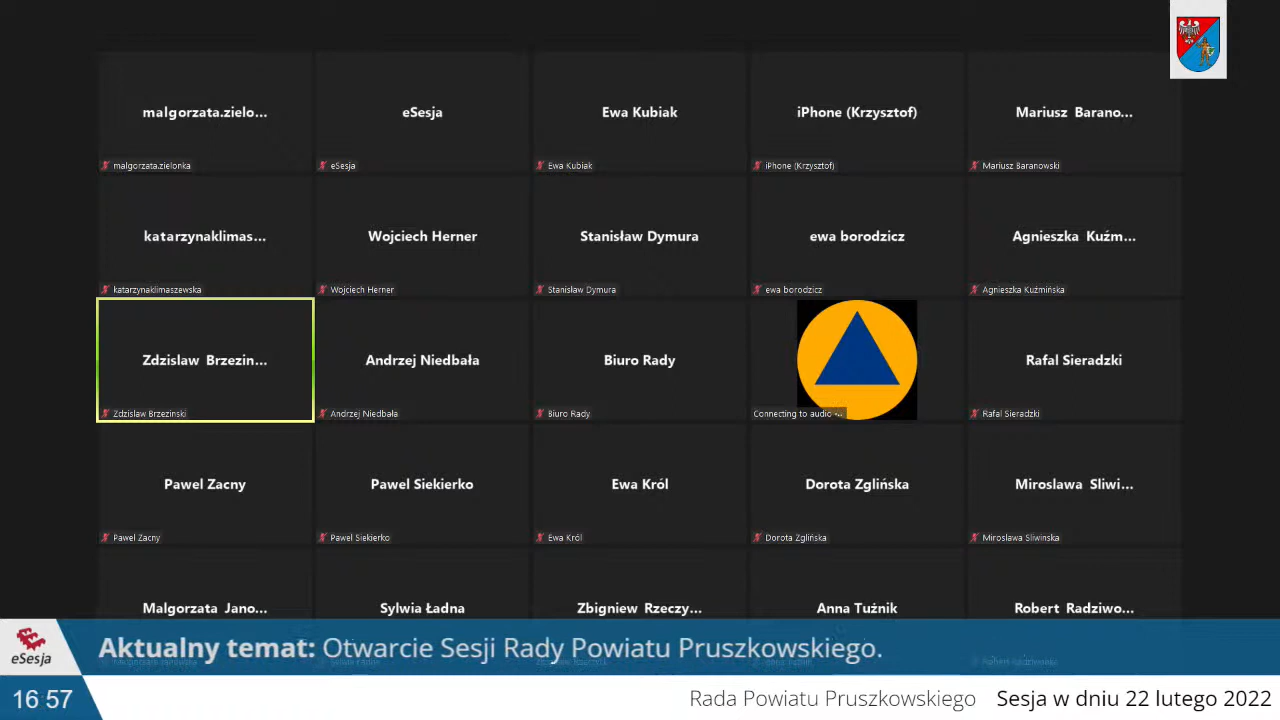 malgorzata.zielo...
eSesja
Ewa Kubiak
iPhone (Krzysztof)
Mariusz Barano...
malgorzata.zielonka
eSesja
Ewa Kubiak
iPhone (Krzysztof)
Mariusz Baranowski
katarzynaklimas...
Wojciech Herner
Stanisław Dymura
ewa borodzicz
Agnieszka Kuźm...
katarzynaklimaszewska
Wojciech Herner
Stanisław Dymura
ewa borodzicz
Agnieszka Kuźmińska
Zdzislaw Brzezin...
Andrzej Niedbała
Biuro Rady
Rafal Sieradzki
Zdzislaw Brzezinski
Andrzej Niedbała
Biuro Rady
Connecting to audio ...
Rafal Sieradzki
Pawel Zacny
Pawel Siekierko
Ewa Król
Dorota Zglińska
Miroslawa Sliwi...
Pawel Zacny
Pawel Siekierko
Ewa Król
Dorota Zglińska
Miroslawa Sliwinska
Malgorzata Jano...
Sylwia Ładna
Zbigniew Rzeczy...
Anna Tuźnik
Robert Radziwo...
Aktualny temat: Otwarcie Sesji Rady Powiatu Pruszkowskiego.
eSesja
16 57
Rada Powiatu Pruszkowskiego Sesja w dniu 22 lutego 2022